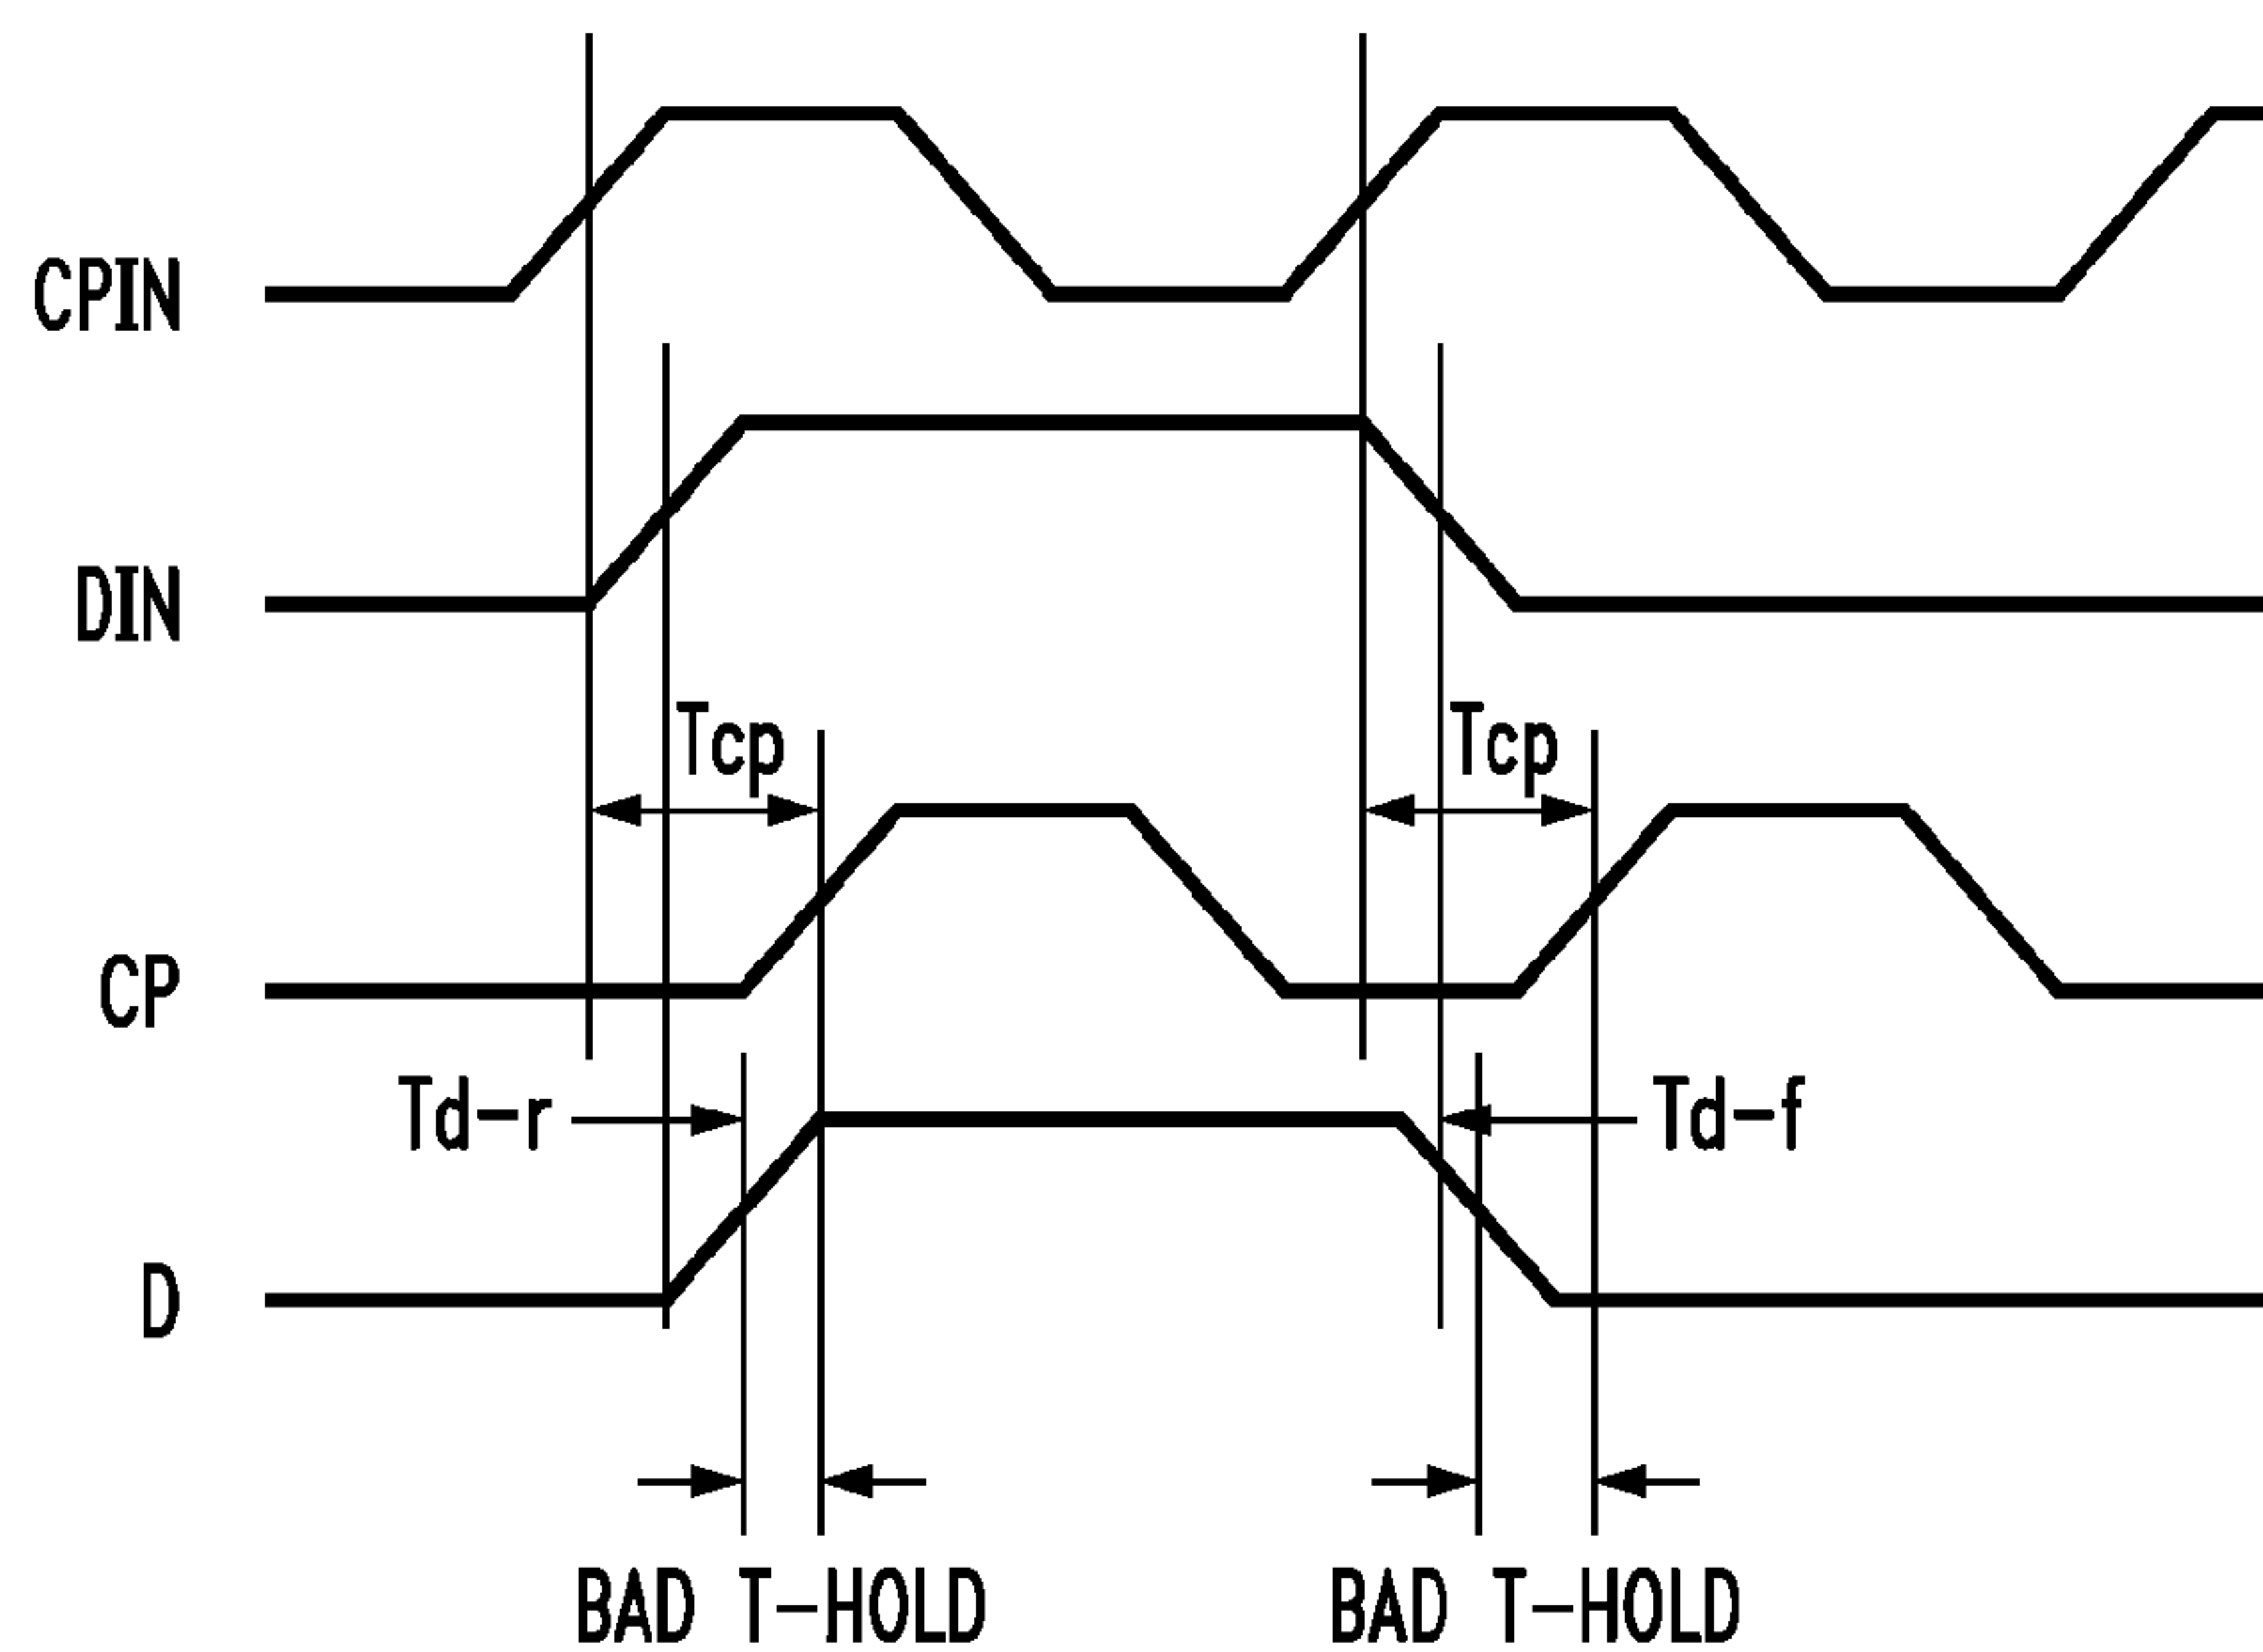 CPIN
DIN
Tcp Tcp
CP
Td-r Td-f
D
BAD T-HOLD BAD T-HOLD